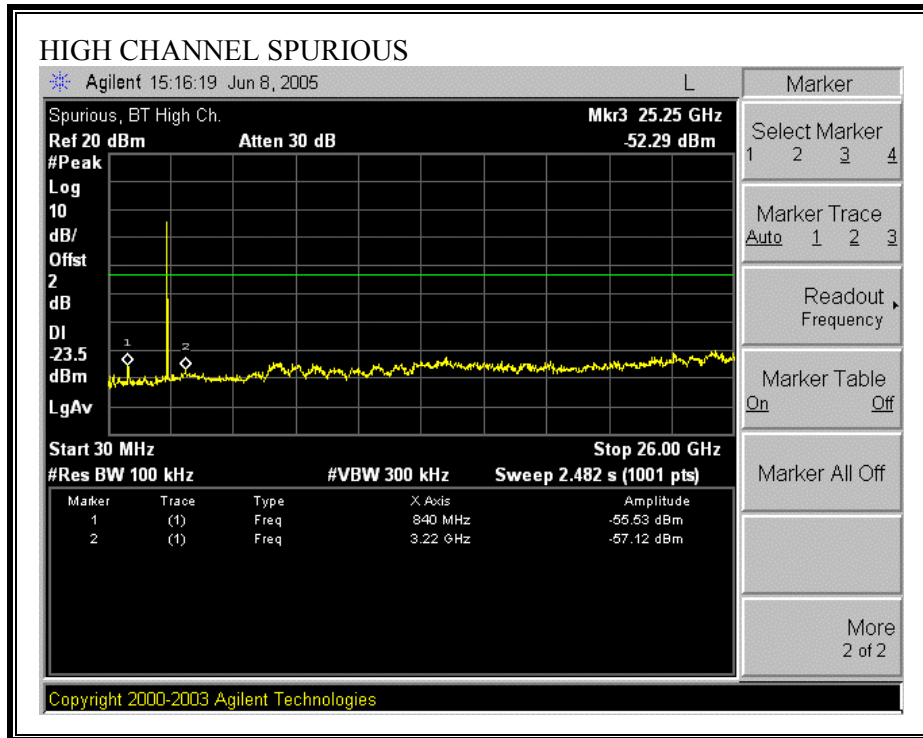 HIGH CHANNEL SPURIOUS
Agilent 15:16:19 Jun 8, 2005 L
Spurious, BT High Ch. Mkr3 25.25 GHz
Ref 20 dBm Atten 30 dB -52.29 dBm
#Peak
Log
10
dB/
Offst
2
dB
DI
-23.5
dBm
LgAv
1
2
Start 30 MHz Stop 26.00 GHz
#Res BW 100 kHz #VBW 300 kHz Sweep 2.482 s (1001 pts)
Marker Trace Type X Axis Amplitude
1 (1) Freq 840 MHz -55.53 dBm
2 (1) Freq 3.22 GHz -57.12 dBm
Copyright 2000-2003 Agilent Technologies
Marker
Select Marker
1 2 3 4
Marker Trace
Auto 1 2 3
Readout
Frequency
Marker Table
On Off
Marker All Off
More
2 of 2